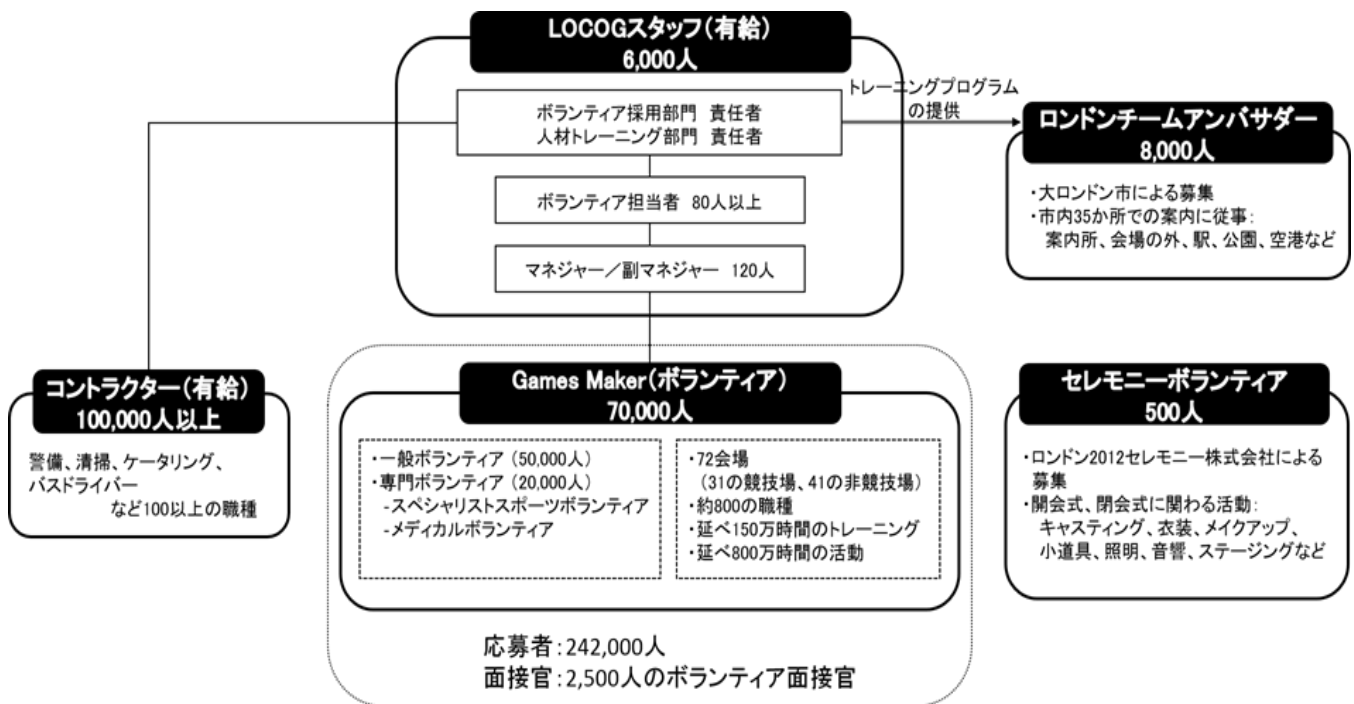 LOCOGスタッフ(有給)
6,000人
ボランティア採用部門 責任者
人材トレーニング部門 責任者
ボランティア担当者 80人以上
マネジャー／副マネジャー 120人
トレーニングプログラム
の提供
ロンドンチームアンバサダー
8,000人
・大ロンドン市による募集
・市内35か所での案内に従事:
案内所、会場の外、駅、公園、空港など
コントラクター(有給)
100,000人以上
警備、清掃、ケータリング、
バスドライバー
など100以上の職種
Games Maker(ボランティア)
70,000人
・一般ボランティア (50,000人)
・専門ボランティア (20,000人)
-スペシャリストスポーツボランティア
-メディカルボランティア
・72会場
(31の競技場、41の非競技場)
・約800の職種
・延べ150万時間のトレーニング
・延べ800万時間の活動
応募者:242,000人
面接官:2,500人のボランティア面接官
セレモニーボランティア
500人
・ロンドン2012セレモニー株式会社による
募集
・開会式、閉会式に関わる活動:
キャスティング、衣装、メイクアップ、
小道具、照明、音響、ステージングなど